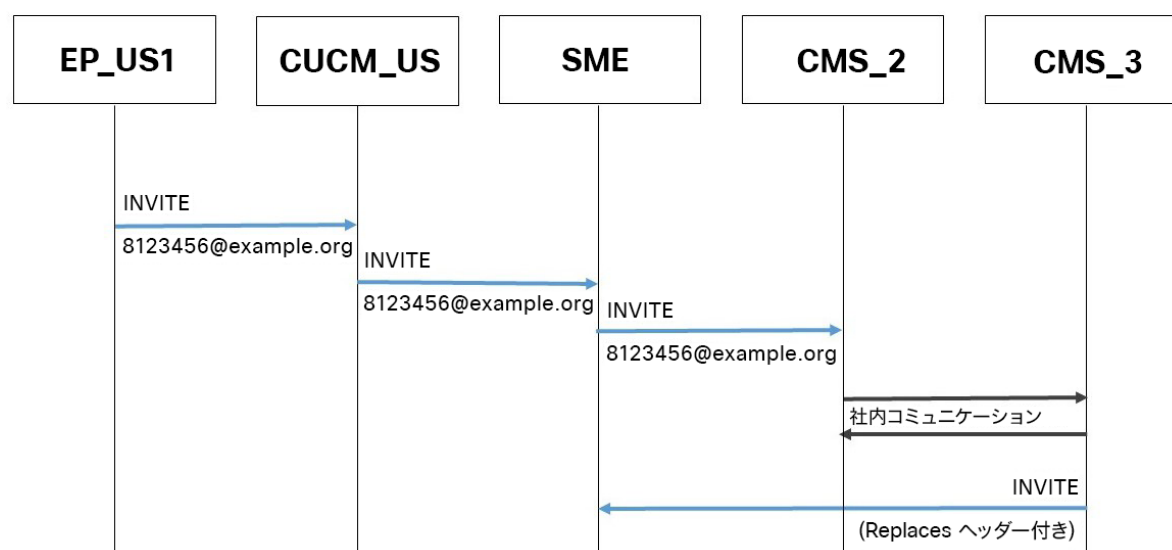 EP_US1
CUCM_US
SME
CMS_2
CMS_3
INVITE
8123456@example.org
INVITE
8123456@example.org
INVITE
8123456@example.org
社内コミュニケーション
INVITE
(Replaces ヘッダー付き)